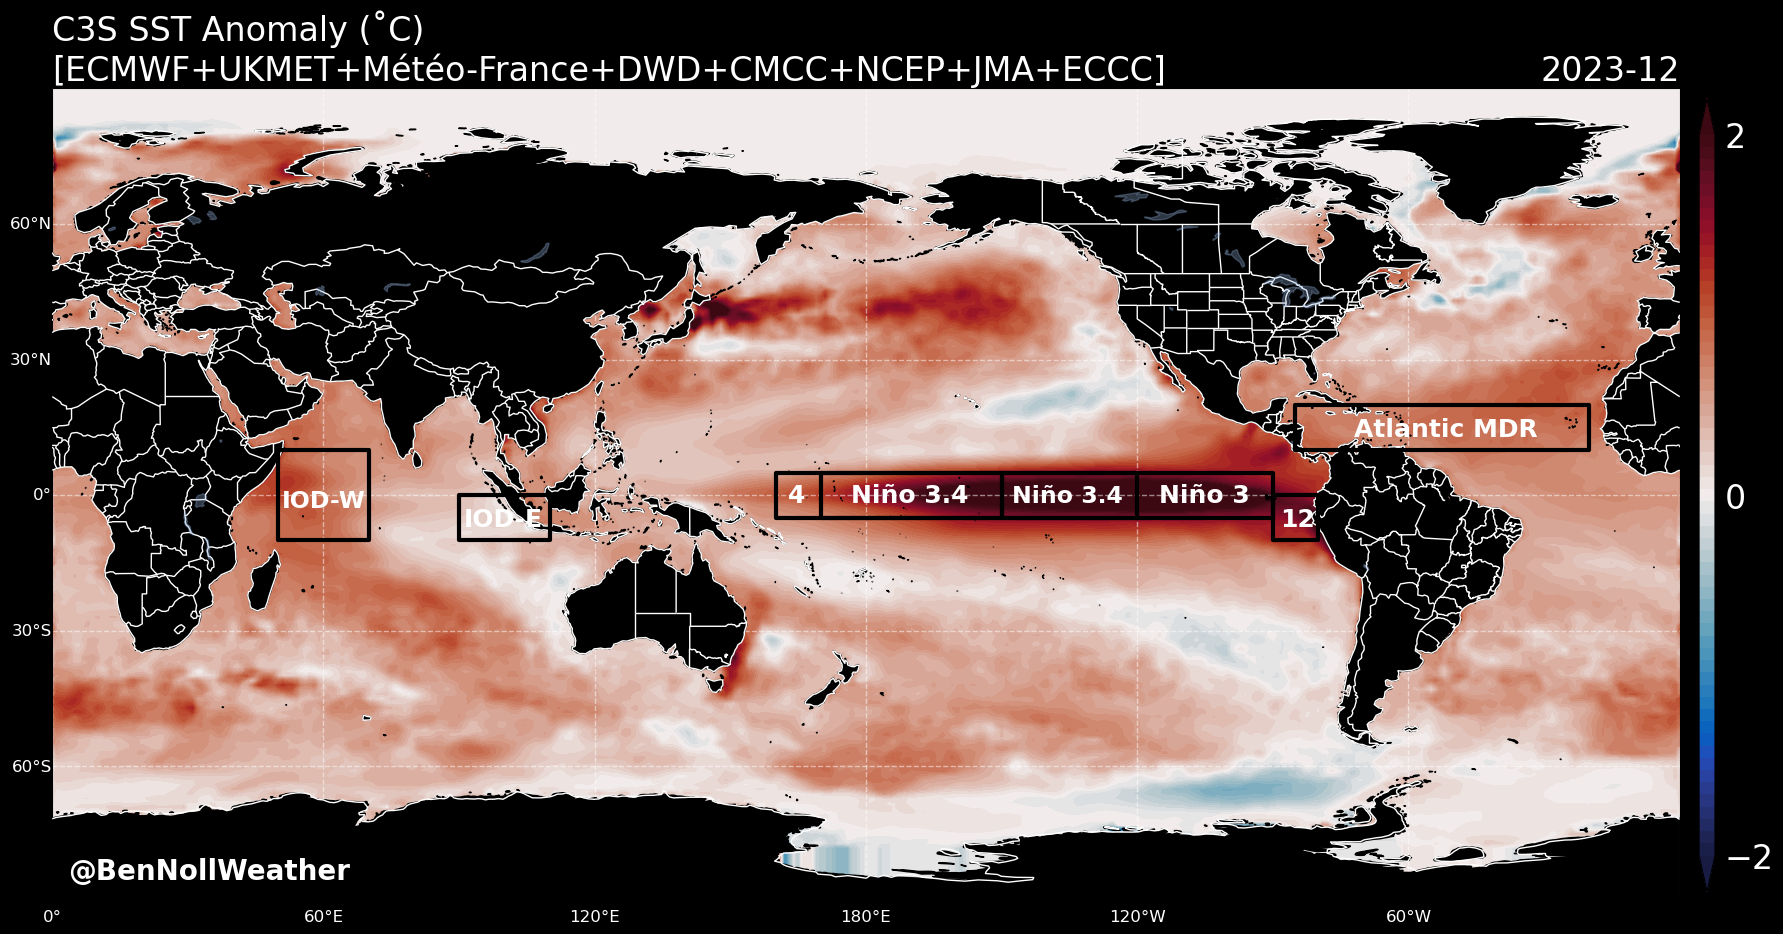 C3S SST Anomaly (˚C)
[ECMWF+UKMET+Météo-France+DWD+CMCC+NCEP+JMA+ECCC]
2023-12
2
60°N
30°N
Atlantic MDR
0°
IOD-W
IOD-E
4
Niño 3.4
Niño 3.4
Niño 3
12
0
30°S
60°S
−2
@BenNollWeather
0°
60°E
120°E
180°E
120°W
60°W